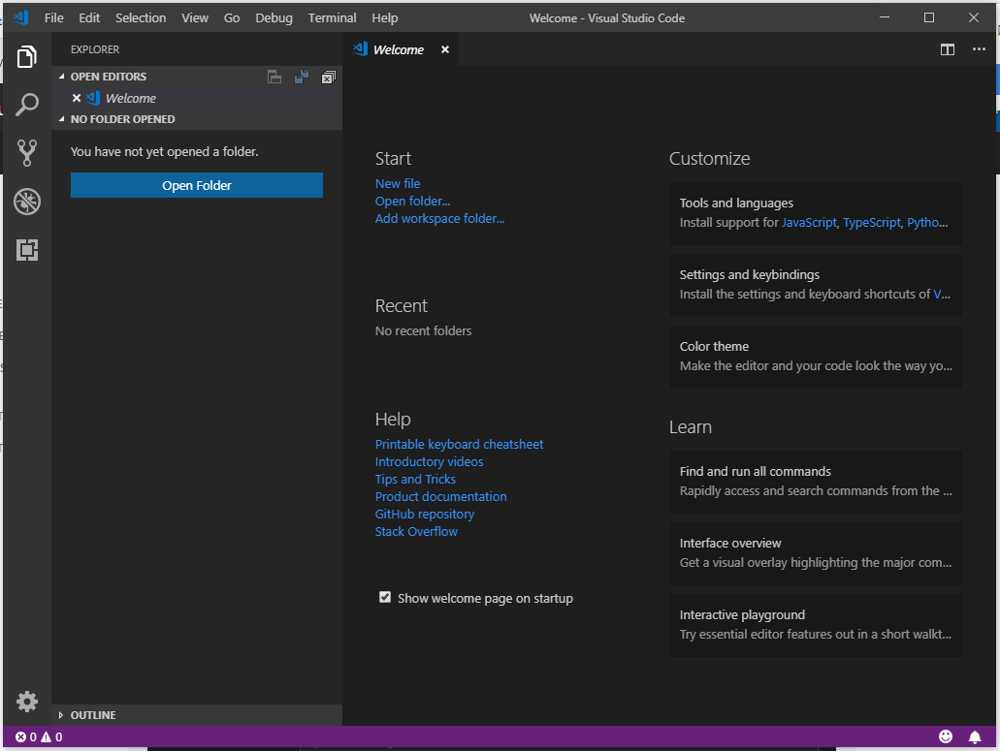 File Edit Selection View Go Debug Terminal Help Welcome - Visual Studio Code
EXPLORER
OPEN EDITORS
Welcome
NO FOLDER OPENED
You have not yet opened a folder.
Open Folder
OUTLINE
Welcome
Start
New file
Open folder...
Add workspace folder...
Recent
No recent folders
Help
Printable keyboard cheatsheet
Introductory videos
Tips and Tricks
Product documentation
GitHub repository
Stack Overflow
Show welcome page on startup
Customize
Tools and languages
Install support for JavaScript, TypeScript, Pytho...
Settings and keybindings
Install the settings and keyboard shortcuts of V...
Color theme
Make the editor and your code look the way yo...
Learn
Find and run all commands
Rapidly access and search commands from the ...
Interface overview
Get a visual overlay highlighting the major com...
Interactive playground
Try essential editor features out in a short walkt...
0 0